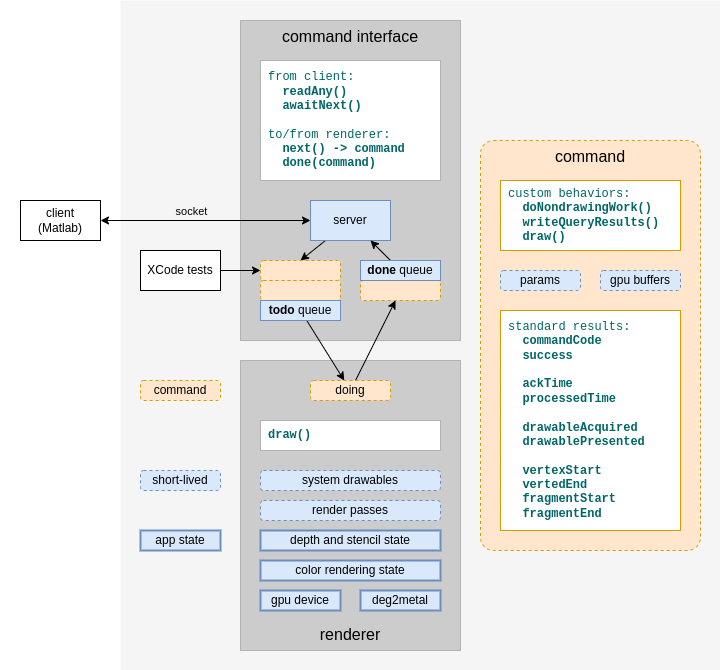 command interface
from client:
readAny()
awaitNext()
to/from renderer:
next() -> command
done(command)
client
(Matlab)
socket
server
XCode tests
done queue
todo queue
command
doing
draw()
short-lived
system drawables
render passes
app state
depth and stencil state
color rendering state
gpu device
deg2metal
renderer
command
custom behaviors:
doNondrawingWork()
writeQueryResults()
draw()
params
gpu buffers
standard results:
commandCode
success
ackTime
processedTime
drawableAcquired
drawablePresented
vertexStart
vertedEnd
fragmentStart
fragmentEnd